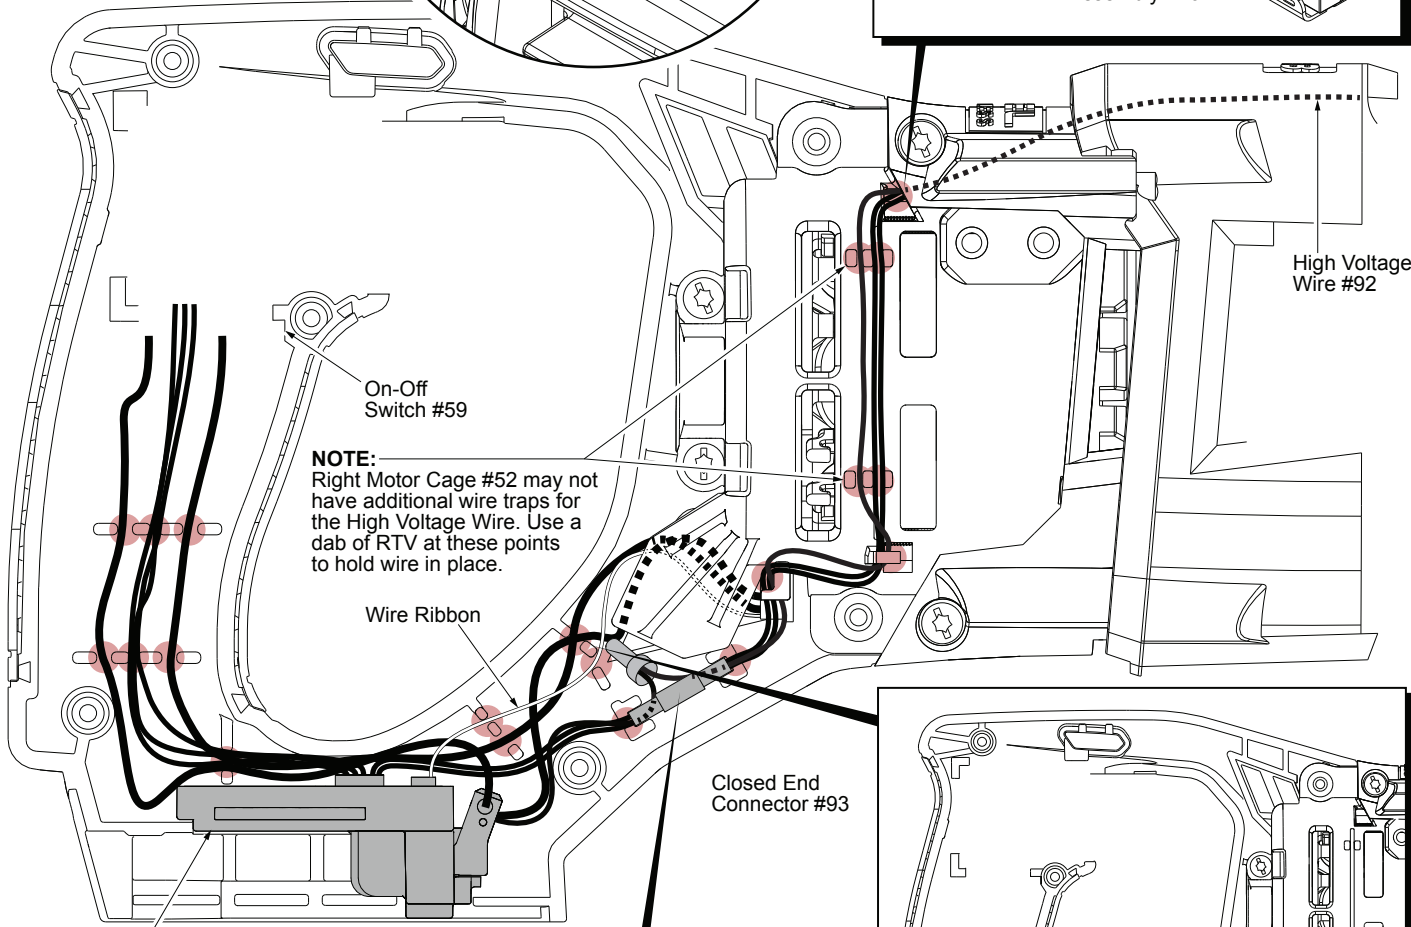 High Voltage
Wire #92
On-Off
Switch #59
NOTE:
Right Motor Cage #52 may not
have additional wire traps for
the High Voltage Wire. Use a
dab of RTV at these points
to hold wire in place.
Wire Ribbon
Closed End
Connector #93